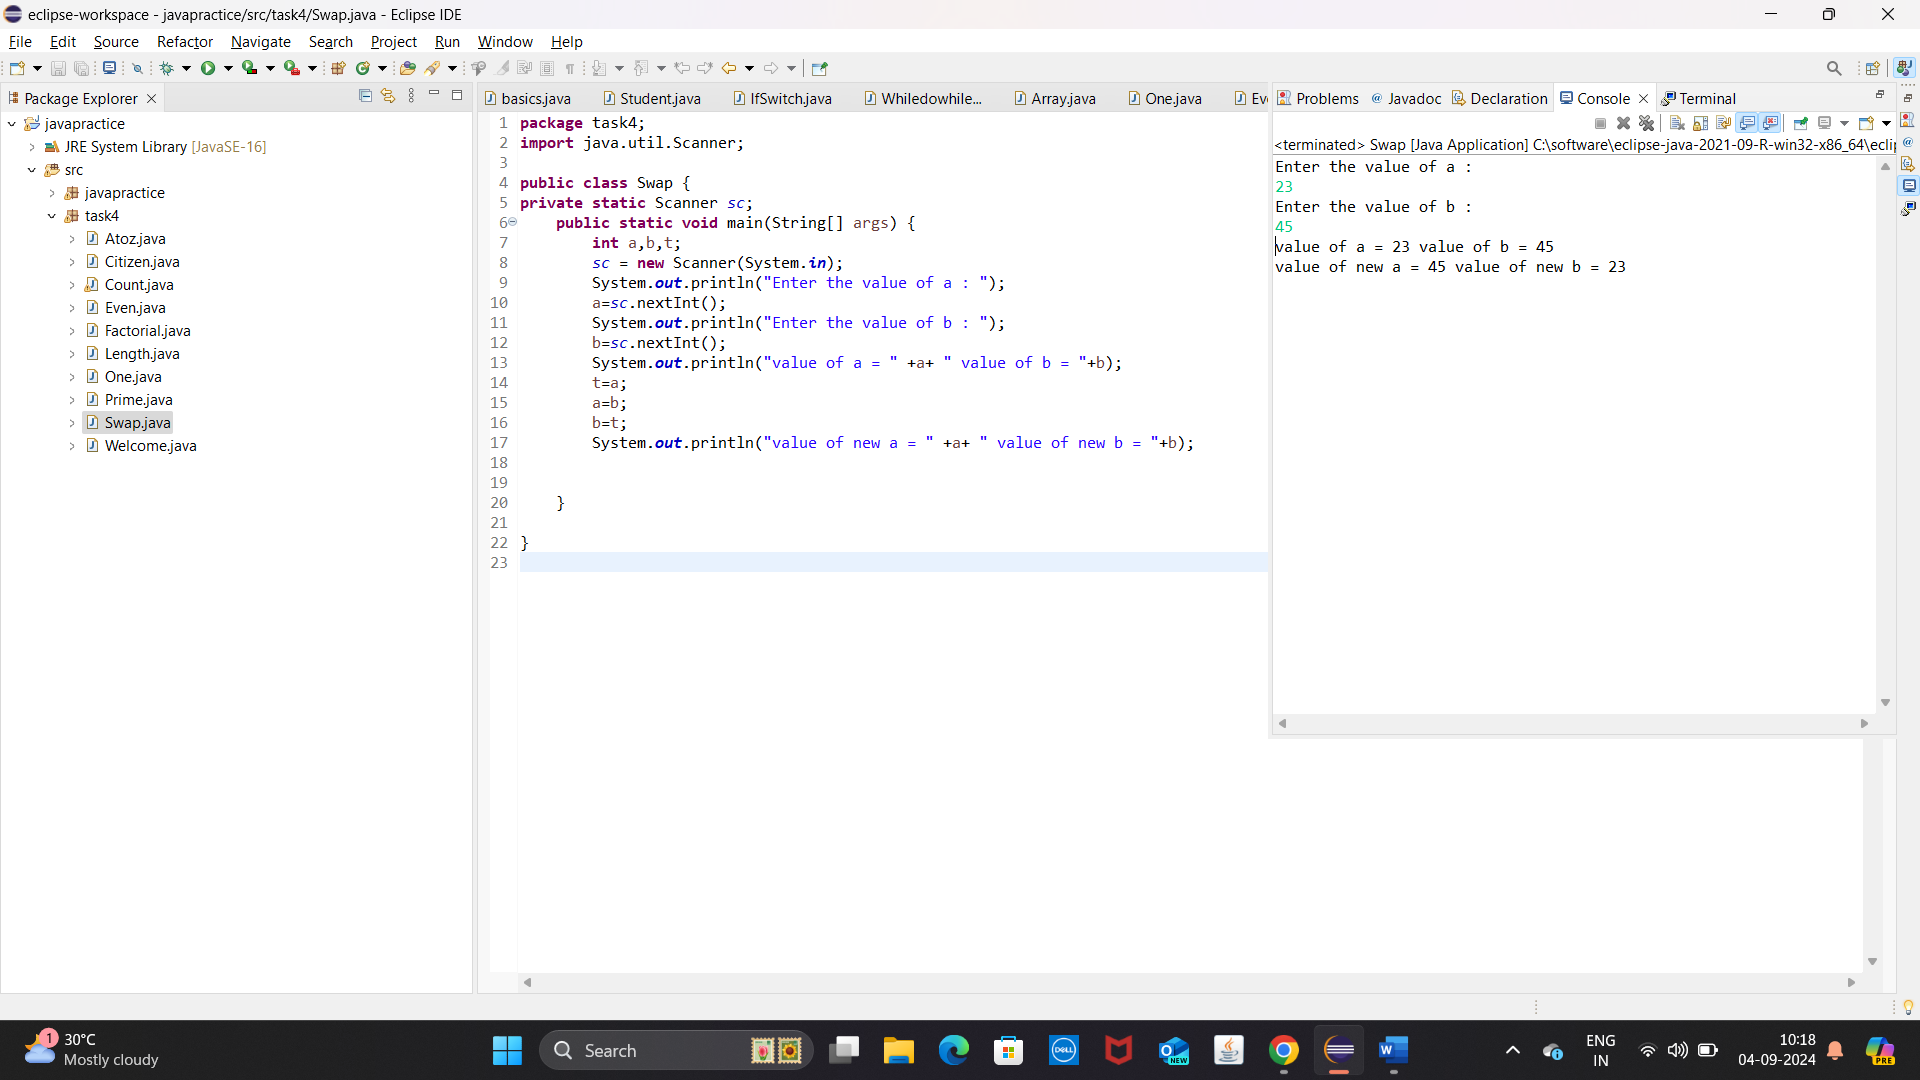 eclipse-workspace - javapractice/src/task4/Swap.java - Eclipse IDE
File Edit Source Refactor Navigate Search Project Run Window Help
Package Explorer
javapractice
JRE System Library [JavaSE-16]
src
javapractice
task4
Atoz.java
Citizen.java
Count.java
Even.java
Factorial.java
Length.java
One.java
Prime.java
Swap.java
Welcome.java
basics.java Student.java IfSwitch.java Whiledowhile... Array.java One.java Ev
1 package task4;
2 import java.util.Scanner;
3
4 public class Swap {
5 private static Scanner sc;
6 public static void main(String[] args) {
7 int a,b,t;
8 sc = new Scanner(System.in);
9 System.out.println("Enter the value of a : ");
10 a=sc.nextInt();
11 System.out.println("Enter the value of b : ");
12 b=sc.nextInt();
13 System.out.println("value of a = " +a+ " value of b = "+b);
14 t=a;
15 a=b;
16 b=t;
17 System.out.println("value of new a = " +a+ " value of new b = "+b);
18
19
20 }
21
22 }
23
Problems @ Javadoc Declaration Console Terminal
<terminated> Swap [Java Application] C:\software\eclipse-java-2021-09-R-win32-x86_64\ecli
Enter the value of a :
23
Enter the value of b :
45
value of a = 23 value of b = 45
value of new a = 45 value of new b = 23
1
30°C
Mostly cloudy
Search
DELL
NEW
W
ENG
IN
10:18
04-09-2024
PRE